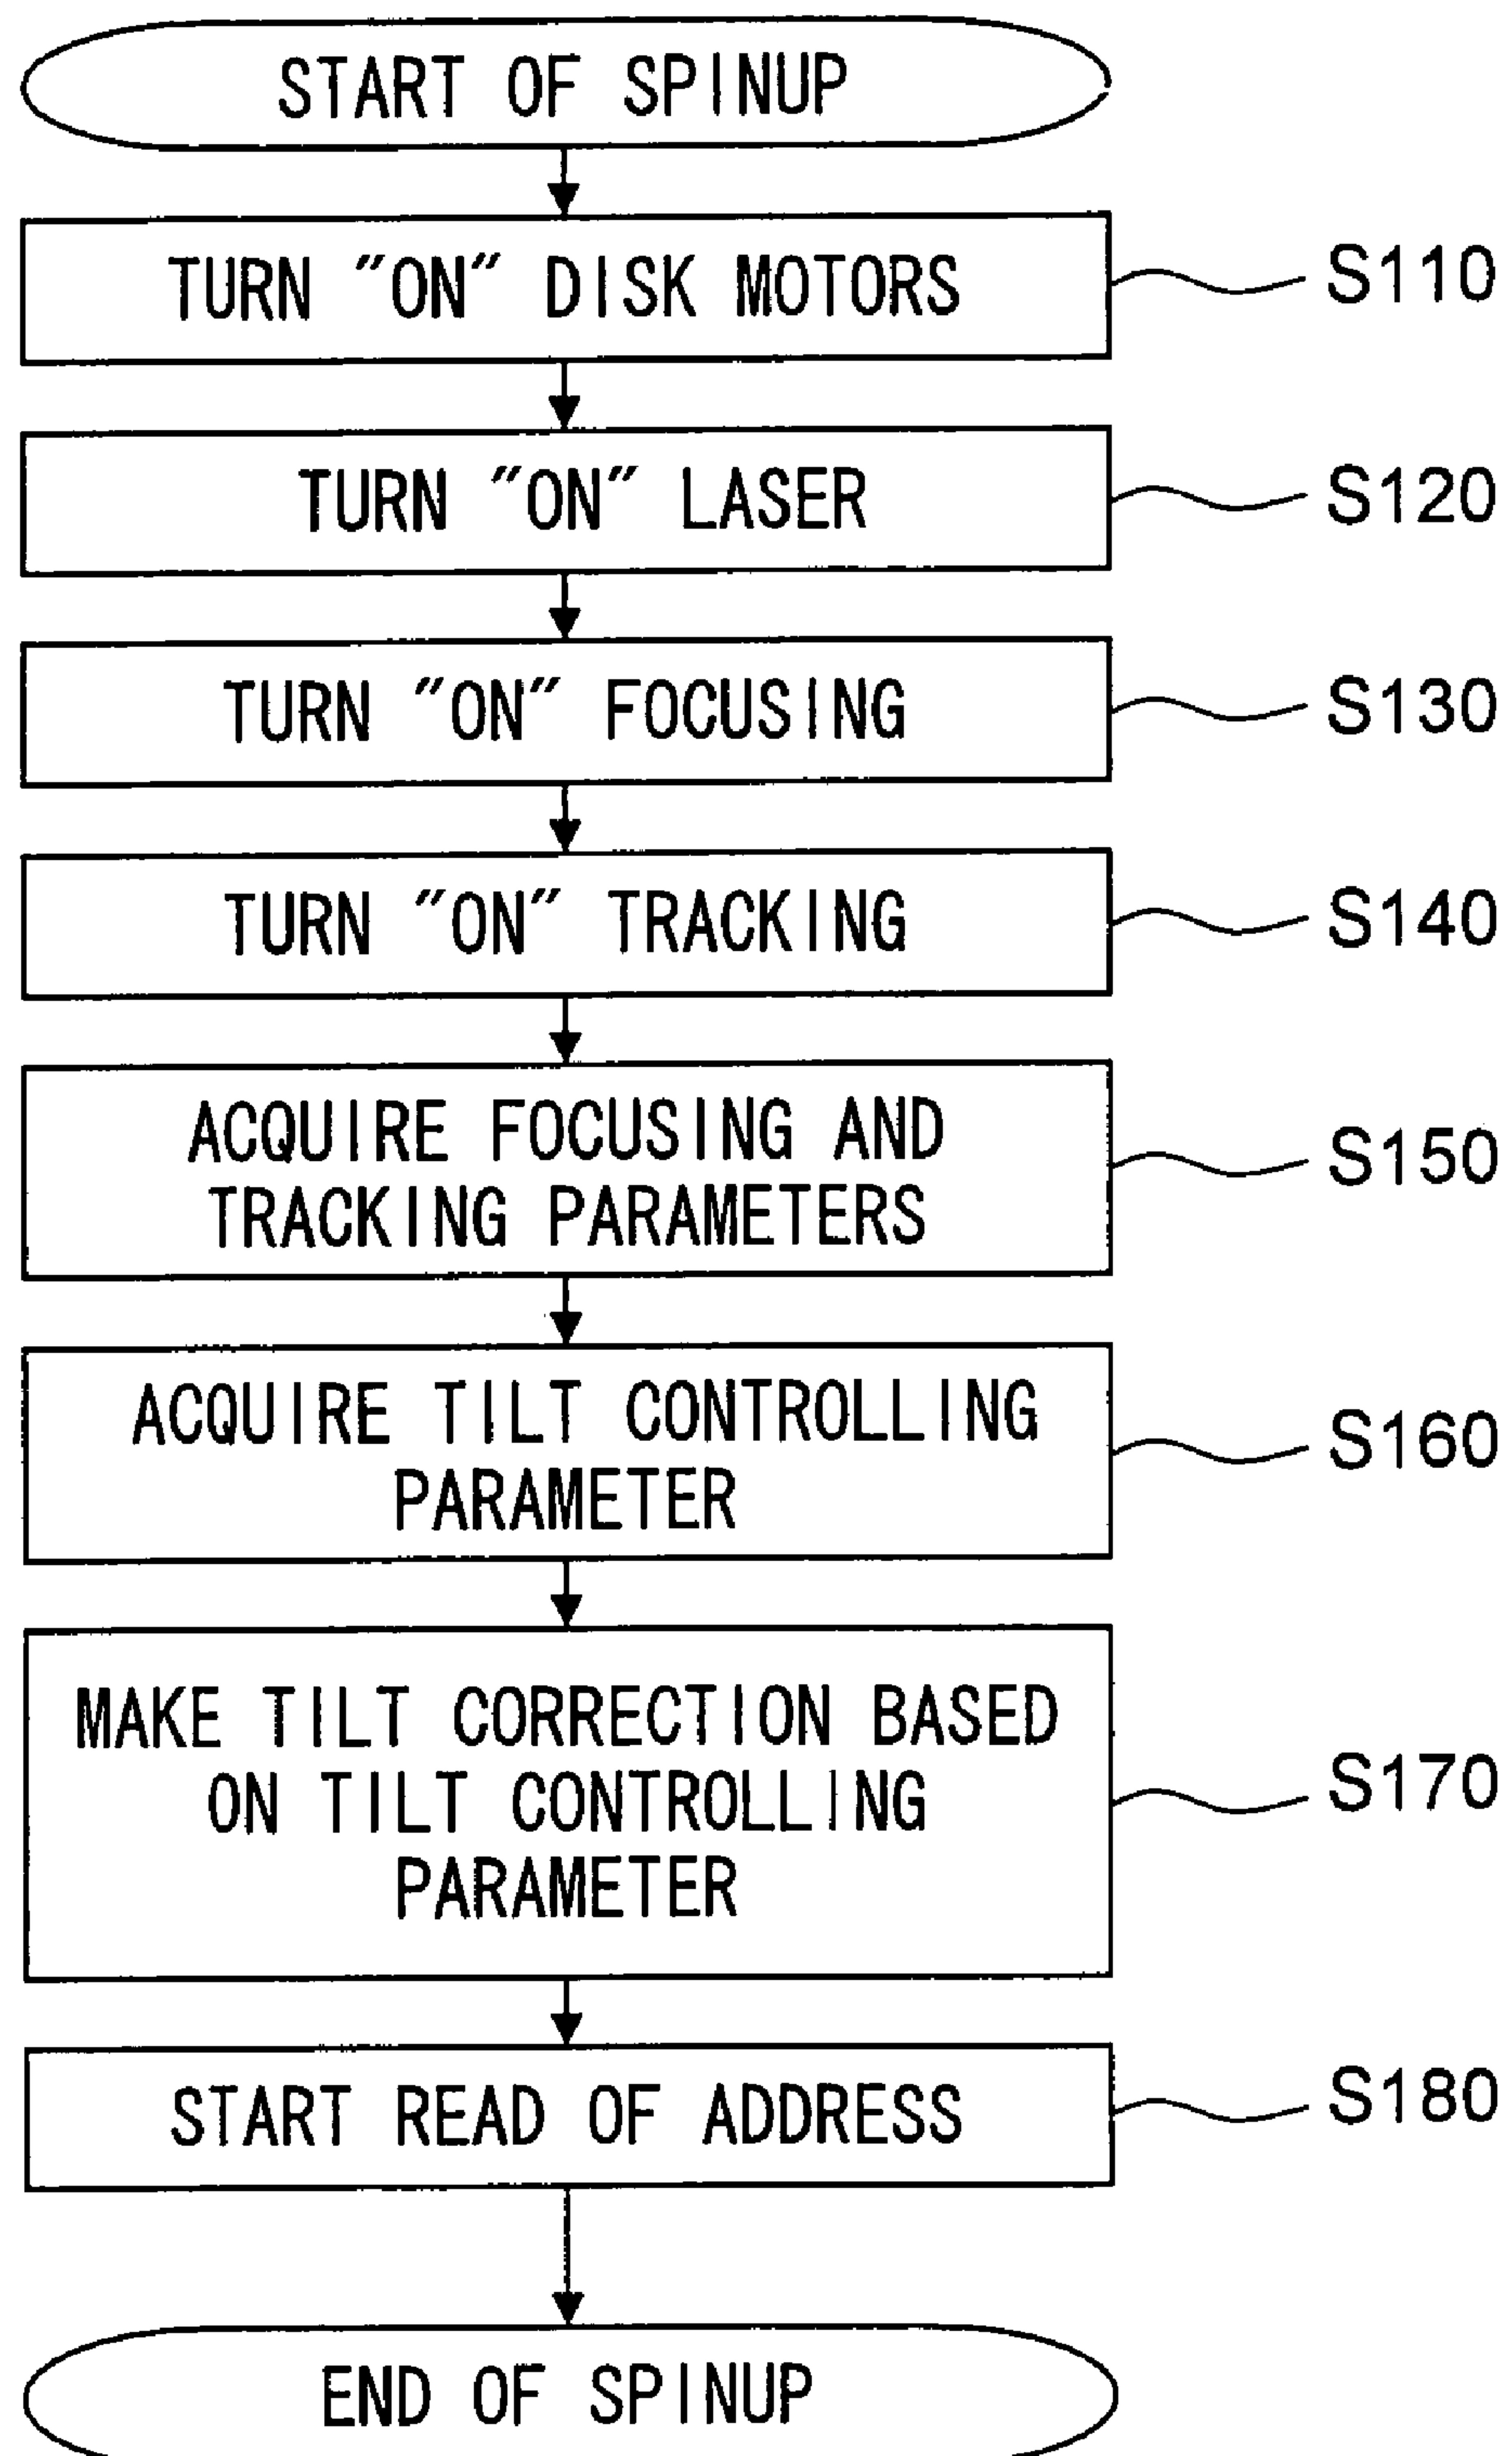 START OF SPINUP
TURN "ON" DISK MOTORS
S110
TURN "ON" LASER
S120
TURN "ON" FOCUSING
S130
TURN "ON" TRACKING
S140
ACQUIRE FOCUSING AND
TRACKING PARAMETERS
S150
ACQUIRE TILT CONTROLLING
PARAMETER
S160
MAKE TILT CORRECTION BASED
ON TILT CONTROLLING
PARAMETER
S170
START READ OF ADDRESS
S180
END OF SPINUP